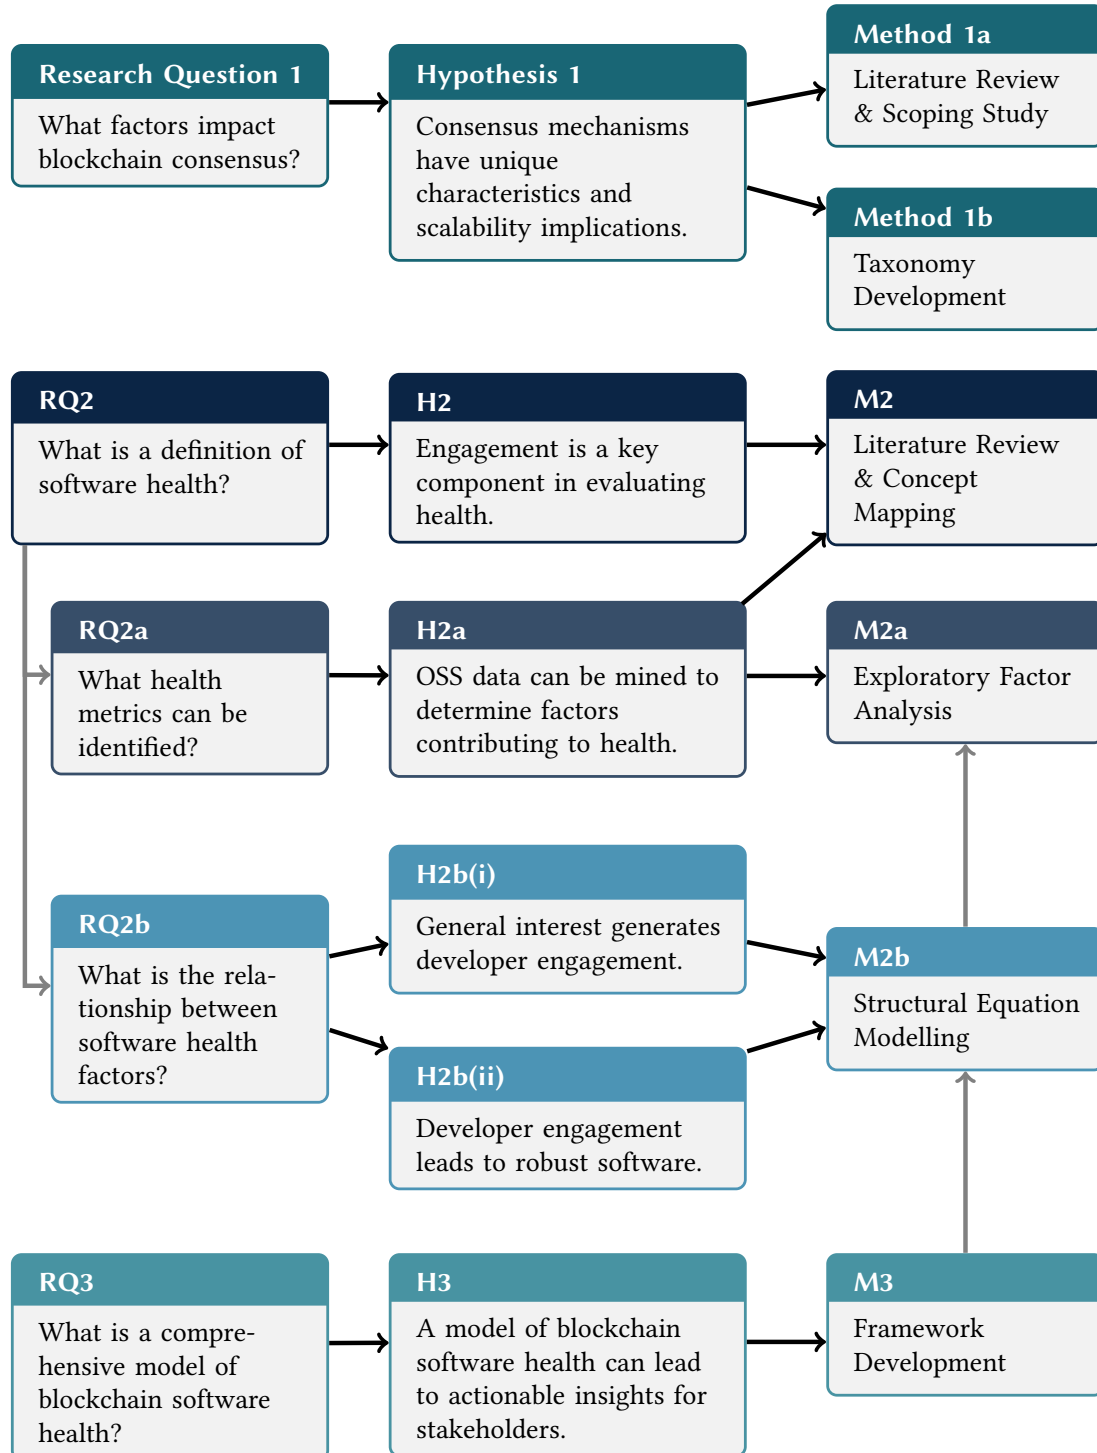 Research Question 1
What factors impact
blockchain consensus?
Hypothesis 1
Consensus mechanisms
have unique
characteristics and
scalability implications.
Method 1a
Literature Review
& Scoping Study
Method 1b
Taxonomy
Development
RQ2
What is a definition of
software health?
H2
Engagement is a key
component in evaluating
health.
M2
Literature Review
& Concept
Mapping
RQ2a
What health
metrics can be
identified?
H2a
OSS data can be mined to
determine factors
contributing to health.
M2a
Exploratory Factor
Analysis
RQ2b
What is the rela-
tionship between
software health
factors?
H2b(i)
General interest generates
developer engagement.
H2b(ii)
Developer engagement
leads to robust software.
M2b
Structural Equation
Modelling
RQ3
What is a compre-
hensive model of
blockchain software
health?
H3
A model of blockchain
software health can lead
to actionable insights for
stakeholders.
M3
Framework
Development